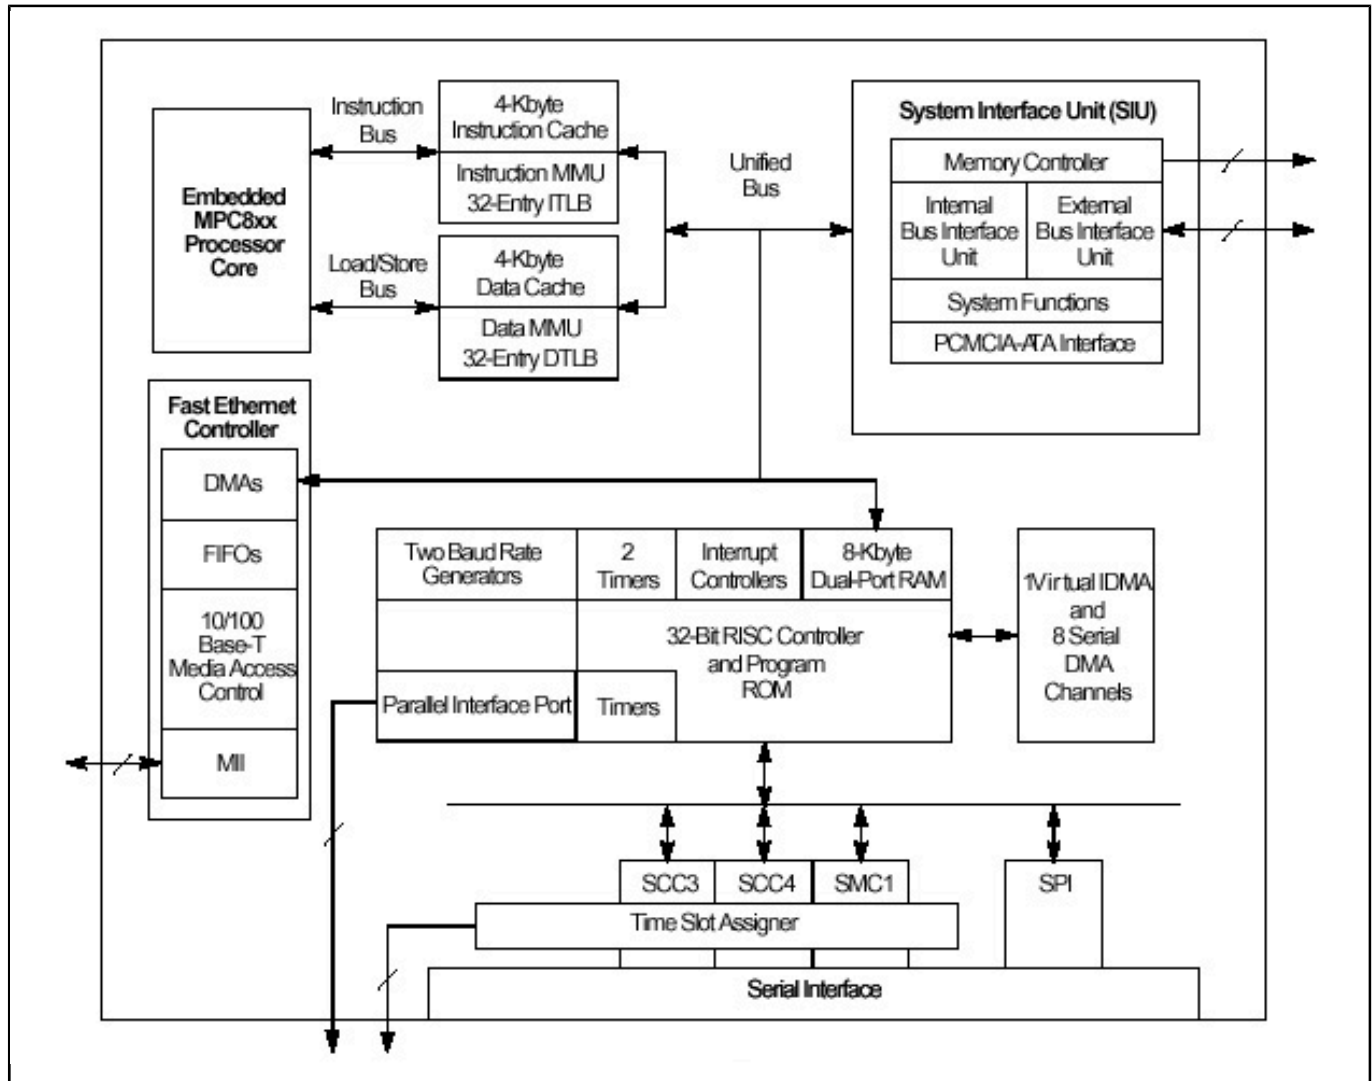 Instruction
Bus
4-Kbyte
Instruction Cache
Instruction MMU
32-Entry ITLB
Embedded
MPC8xx
Processor
Core
Load/Store
Bus
4-Kbyte
Data Cache
Data MMU
32-Entry DTLB
Unified
Bus
System Interface Unit (SIU)
Memory Controller
Internal
Bus Interface
Unit
External
Bus Interface
Unit
System Functions
PCMCIA-ATA Interface
Fast Ethernet
Controller
DMAs
FIFOs
10/100
Base-T
Media Access
Control
MII
Two Baud Rate
Generators
2
Timers
Interrupt
Controllers
8-Kbyte
Dual-Port RAM
32-Bit RISC Controller
and Program
ROM
Parallel Interface Port
Timers
1Virtual IDMA
and
8 Serial
DMA
Channels
SCC3
SCC4
SMC1
SPI
Time Slot Assigner
Serial Interface